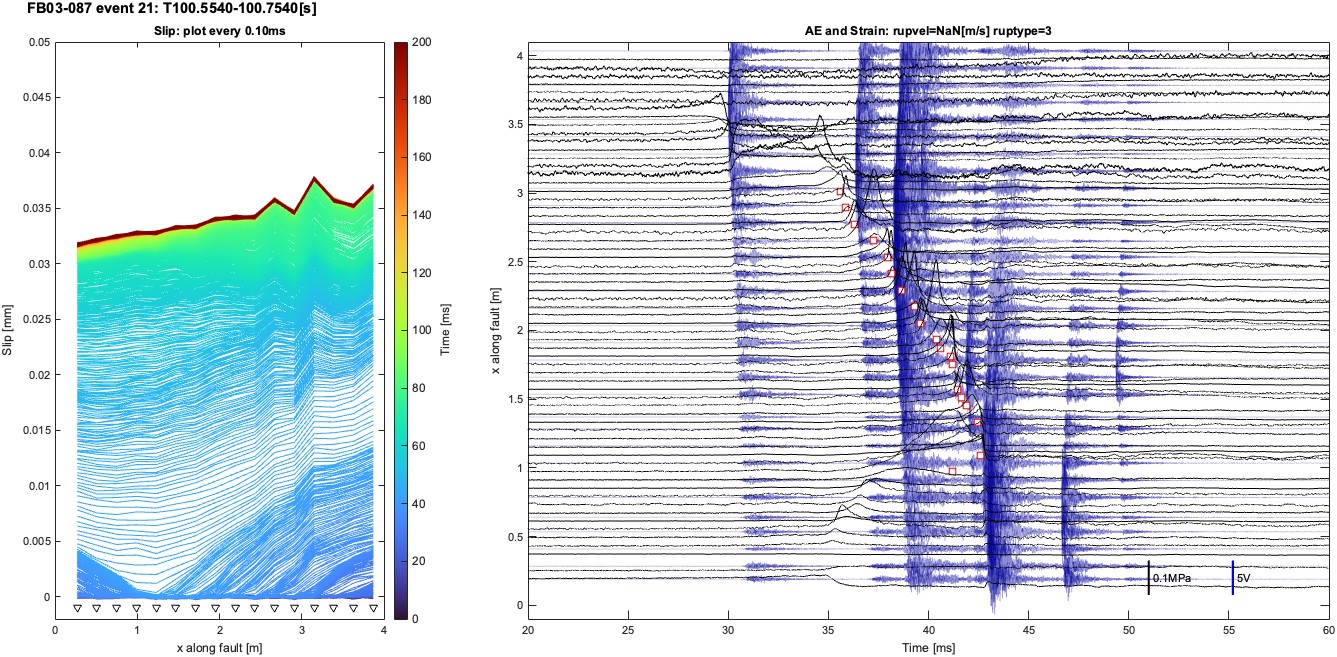 FB03-087 event 21: T100.5540-100.7540[s]
Slip: plot every 0.10ms
0.05
0.045
0.04
0.035
0.03
0.025
0.02
0.015
0.01
0.005
0
Slip [mm]
0 1 2 3 4
x along fault [m]
200
180
160
140
120
100
80
60
40
20
0
Time [ms]
AE and Strain: rupvel=NaN[m/s] ruptype=3
4
3.5
3
2.5
2
1.5
1
0.5
0
x along fault [m]
0.1MPa
5V
20 25 30 35 40 45 50 55 60
Time [ms]